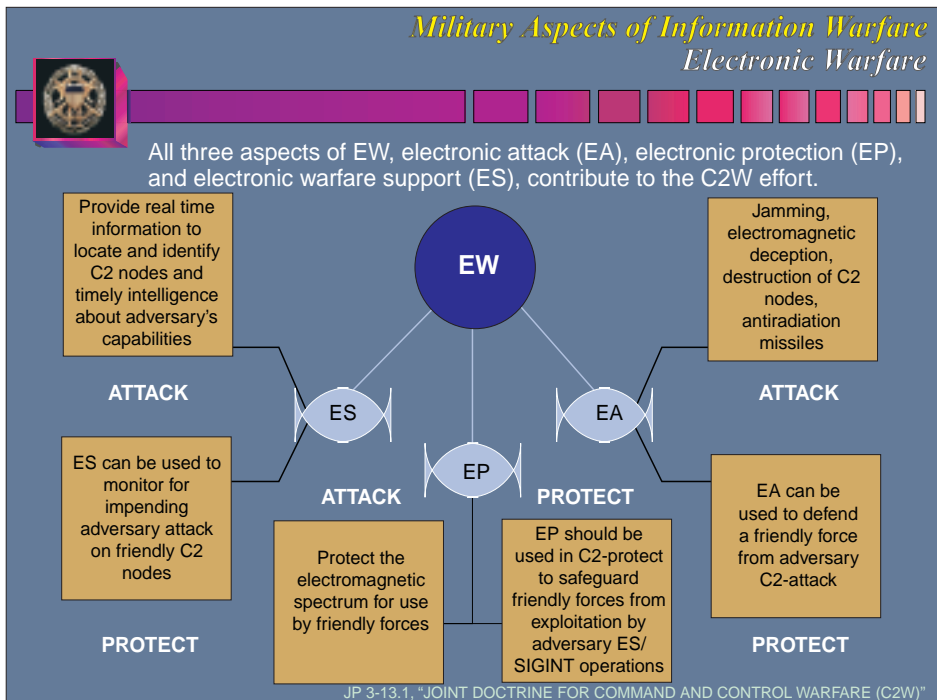 Military Aspects of Information Warfare
Electronic Warfare
All three aspects of EW, electronic attack (EA), electronic protection (EP),
and electronic warfare support (ES), contribute to the C2W effort.
Provide real time
information to
locate and identify
C2 nodes and
timely intelligence
about adversary's
capabilities
EW
Jamming,
electromagnetic
deception,
destruction of C2
nodes,
antiradiation
missiles
ATTACK
ES
EA
ATTACK
ES can be used to
monitor for
impending
adversary attack
on friendly C2
nodes
PROTECT
EP
ATTACK
Protect the
electromagnetic
spectrum for use
by friendly forces
PROTECT
EP should be
used in C2-protect
to safeguard
friendly forces from
exploitation by
adversary ES/
SIGINT operations
EA can be
used to defend
a friendly force
from adversary
C2-attack
PROTECT
JP 3-13.1, "JOINT DOCTRINE FOR COMMAND AND CONTROL WARFARE (C2W)"